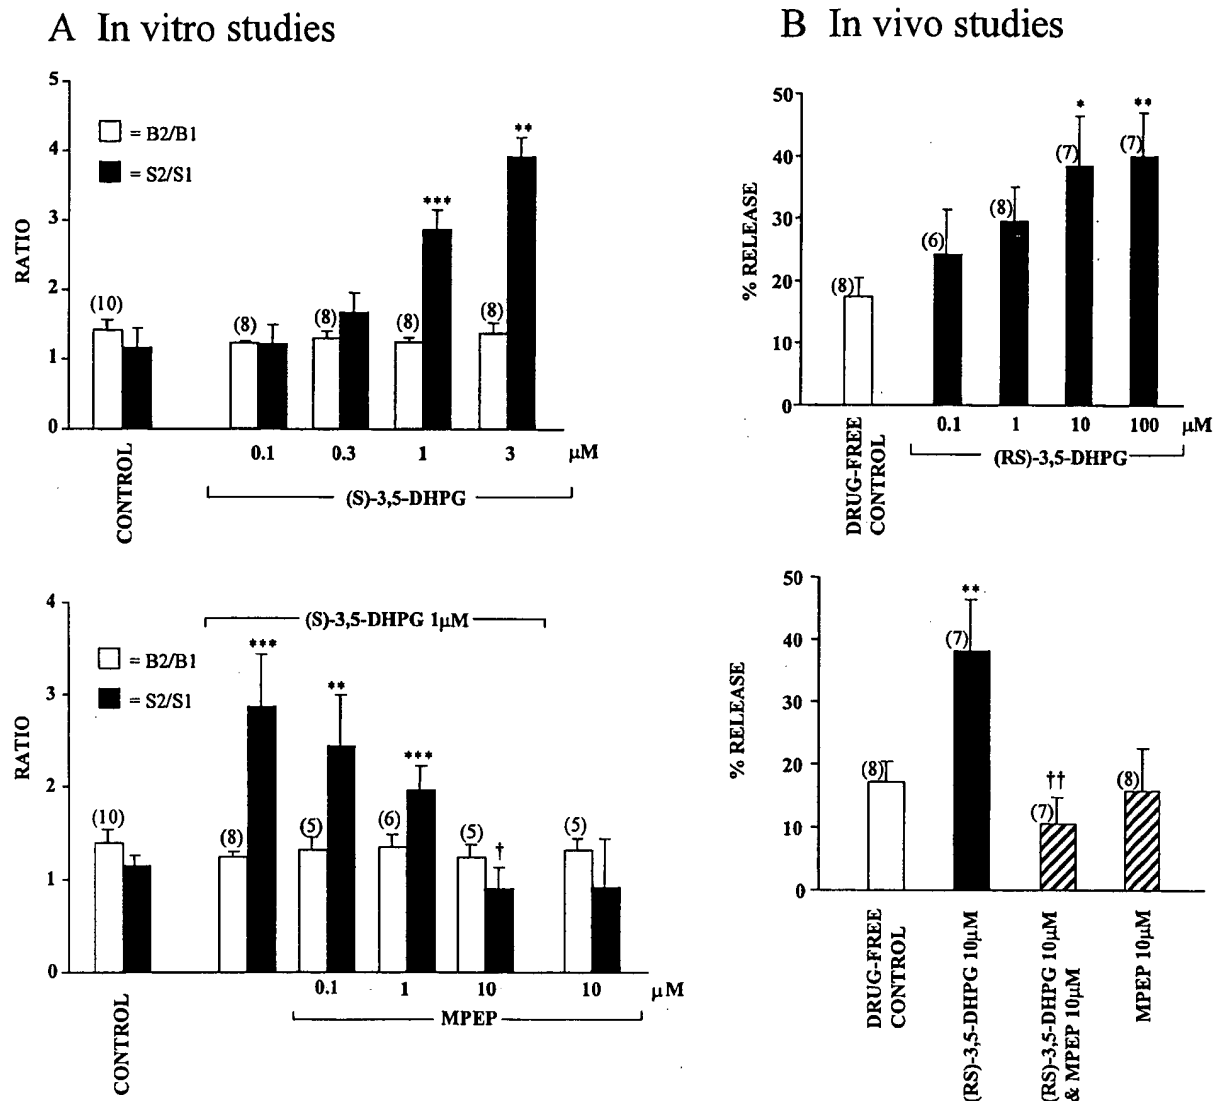 A In vitro studies
5
4
3
2
1
0
RATIO
= B2/B1
= S2/S1
(10)
(8)
(8)
(8)
(8)
***
**
CONTROL
0.1 0.3 1 3 µM
(S)-3,5-DHPG
B In vivo studies
50
40
30
20
10
0
% RELEASE
(8)
(6)
(8)
(7)
(7)
*
**
DRUG-FREE
CONTROL
0.1 1 10 100 µM
(RS)-3,5-DHPG
4
3
2
1
0
RATIO
(S)-3,5-DHPG 1µM
= B2/B1
= S2/S1
(10)
(8)
(5)
(6)
(5)
(5)
***
**
***
†
CONTROL
0.1 1 10 10 µM
MPEP
50
40
30
20
10
0
% RELEASE
(8)
(7)
(7)
(8)
**
††
DRUG-FREE
CONTROL
(RS)-3,5-DHPG 10µM
(RS)-3,5-DHPG 10µM
& MPEP 10µM
MPEP 10µM